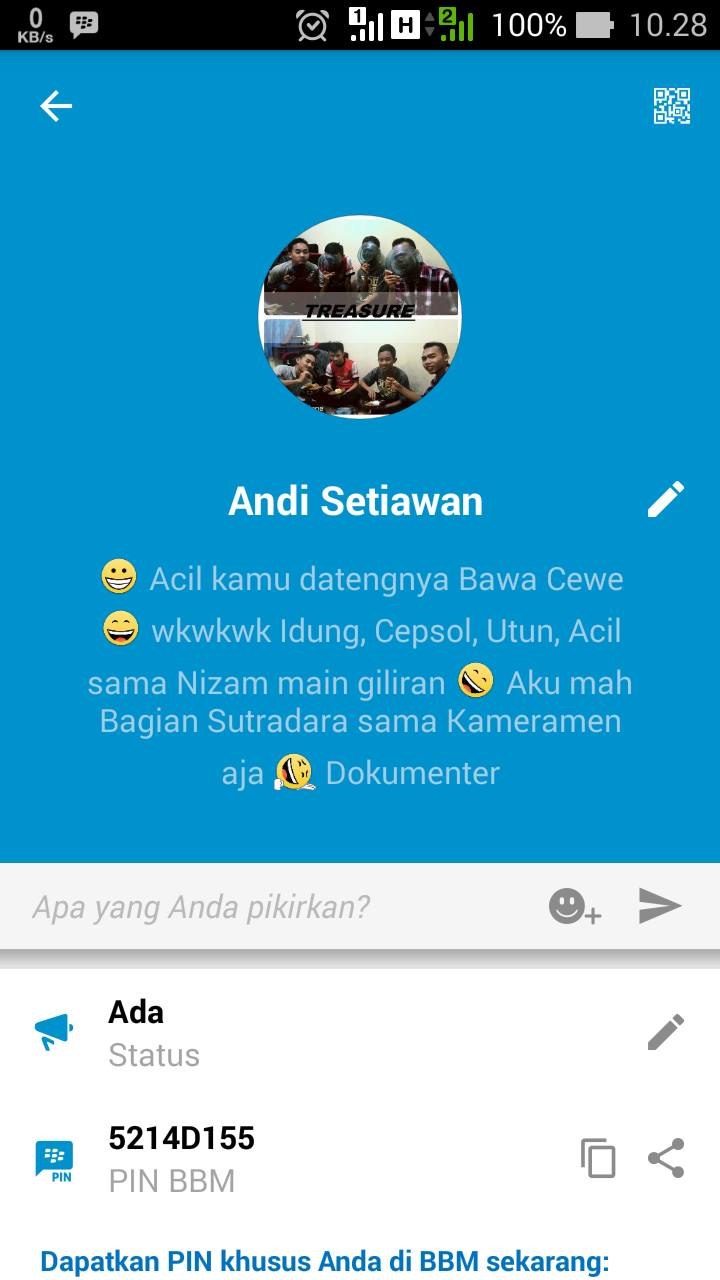 0
KB/s
1
H
2
100%
10.28
TREASURE
Andi Setiawan
Acil kamu datengnya Bawa Cewe
wkwkwk Idung, Cepsol, Utun, Acil
sama Nizam main giliran Aku mah
Bagian Sutradara sama Kameramen
aja Dokumenter
Apa yang Anda pikirkan?
Ada
Status
5214D155
PIN
PIN BBM
Dapatkan PIN khusus Anda di BBM sekarang: